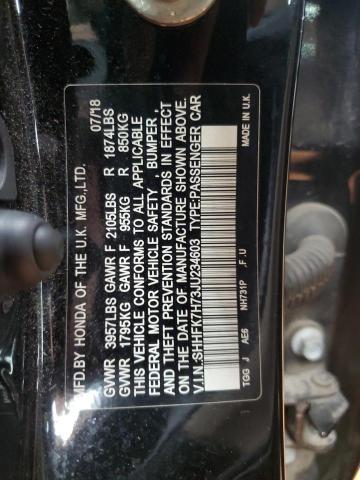 MFD.BY HONDA OF THE U.K. MFG.,LTD. 07/18
GVWR 3957LBS GAWR F 2105LBS R 1874LBS
GVWR 1795KG GAWR F 955KG R 850KG
THIS VEHICLE CONFORMS TO ALL APPLICABLE
FEDERAL MOTOR VEHICLE SAFETY , BUMPER,
AND THEFT PREVENTION STANDARDS IN EFFECT
ON THE DATE OF MANUFACTURE SHOWN ABOVE.
V.I.N.:SHHFK7H73JU234603 TYPE:PASSENGER CAR
TGG J AE6 NH731P .F .U MADE IN U.K.